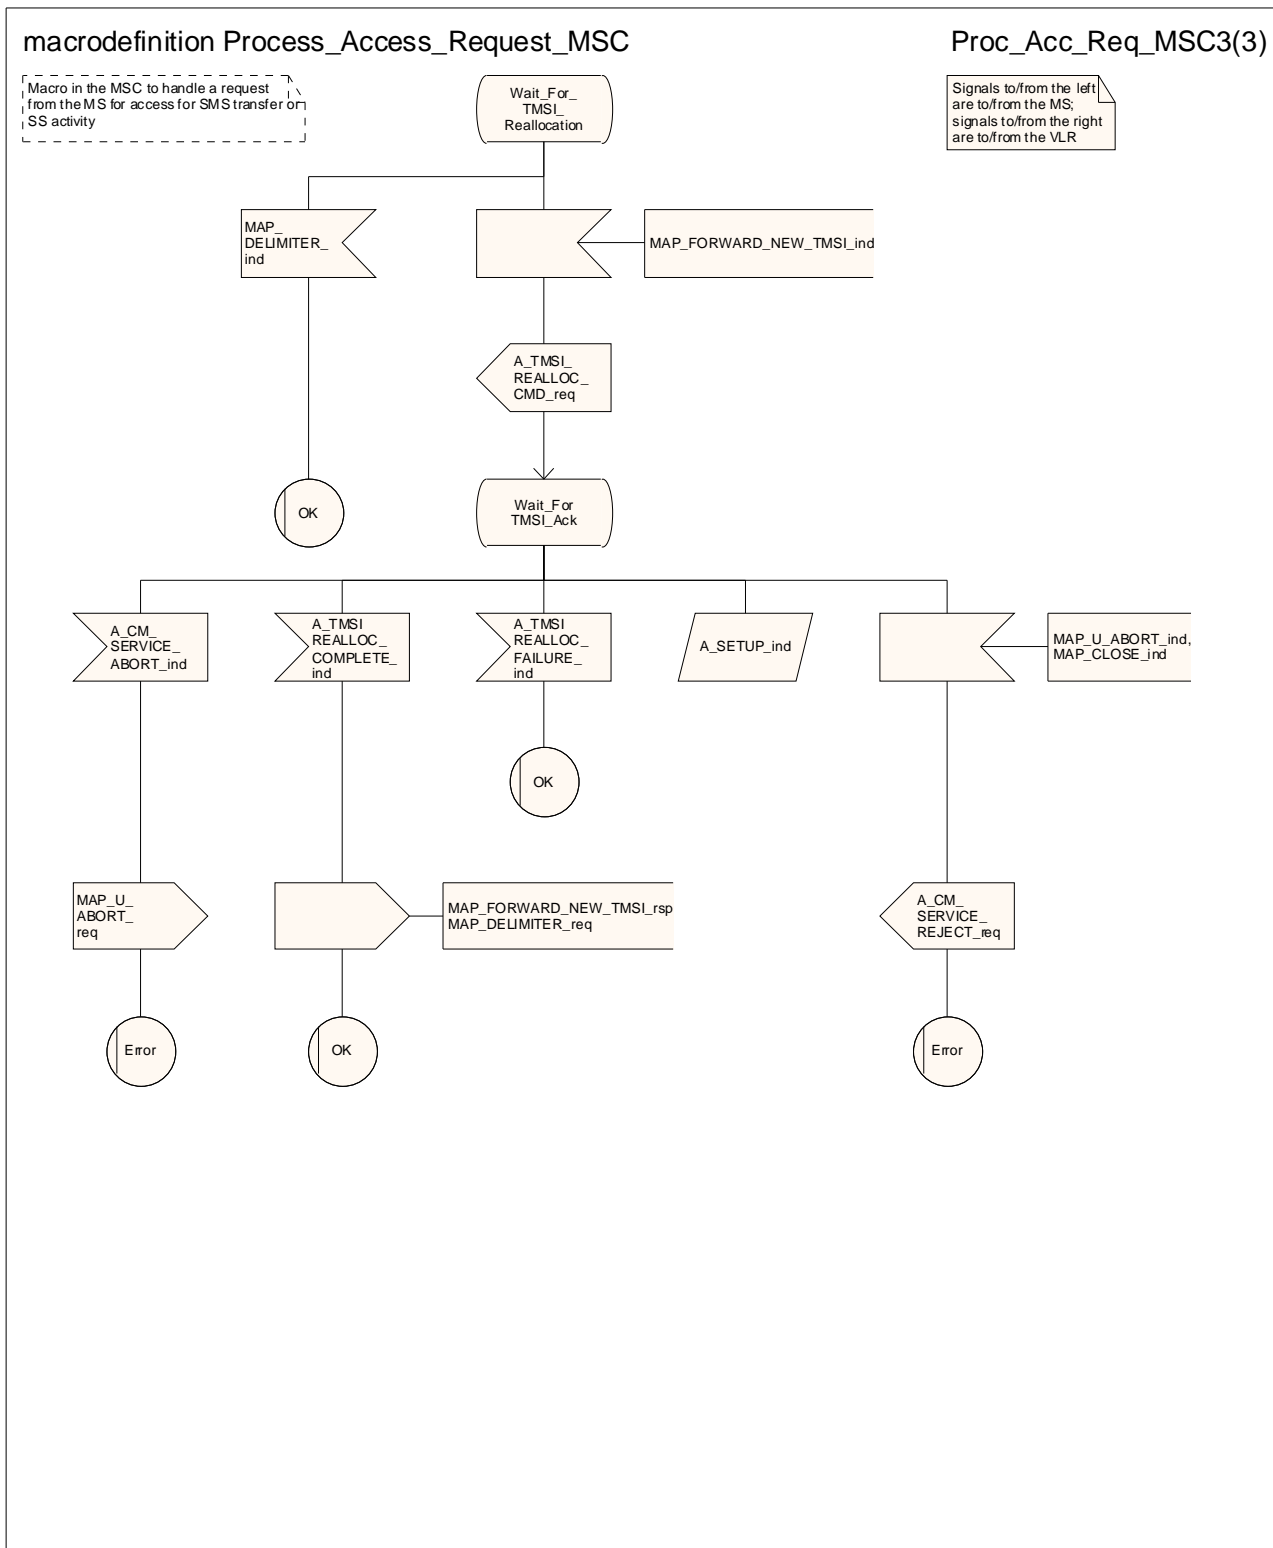 macrodefinition Process_Access_Request_MSC
Proc_Acc_Req_MSC3(3)
Macro in the MSC to handle a request
from the MS for access for SMS transfer or
SS activity
Wait_For_
TMSI_
Reallocation
Signals to/from the left
are to/from the MS;
signals to/from the right
are to/from the VLR
MAP_
DELIMITER_
ind
MAP_FORWARD_NEW_TMSI_ind
A_TMSI_
REALLOC_
CMD_req
OK
Wait_For
TMSI_Ack
A_CM_
SERVICE_
ABORT_ind
A_TMSI
REALLOC_
COMPLETE_
ind
A_TMSI
REALLOC_
FAILURE_
ind
A_SETUP_ind
MAP_U_ABORT_ind,
MAP_CLOSE_ind
OK
MAP_U_
ABORT_
req
MAP_FORWARD_NEW_TMSI_rsp
MAP_DELIMITER_req
A_CM_
SERVICE_
REJECT_req
Error
OK
Error